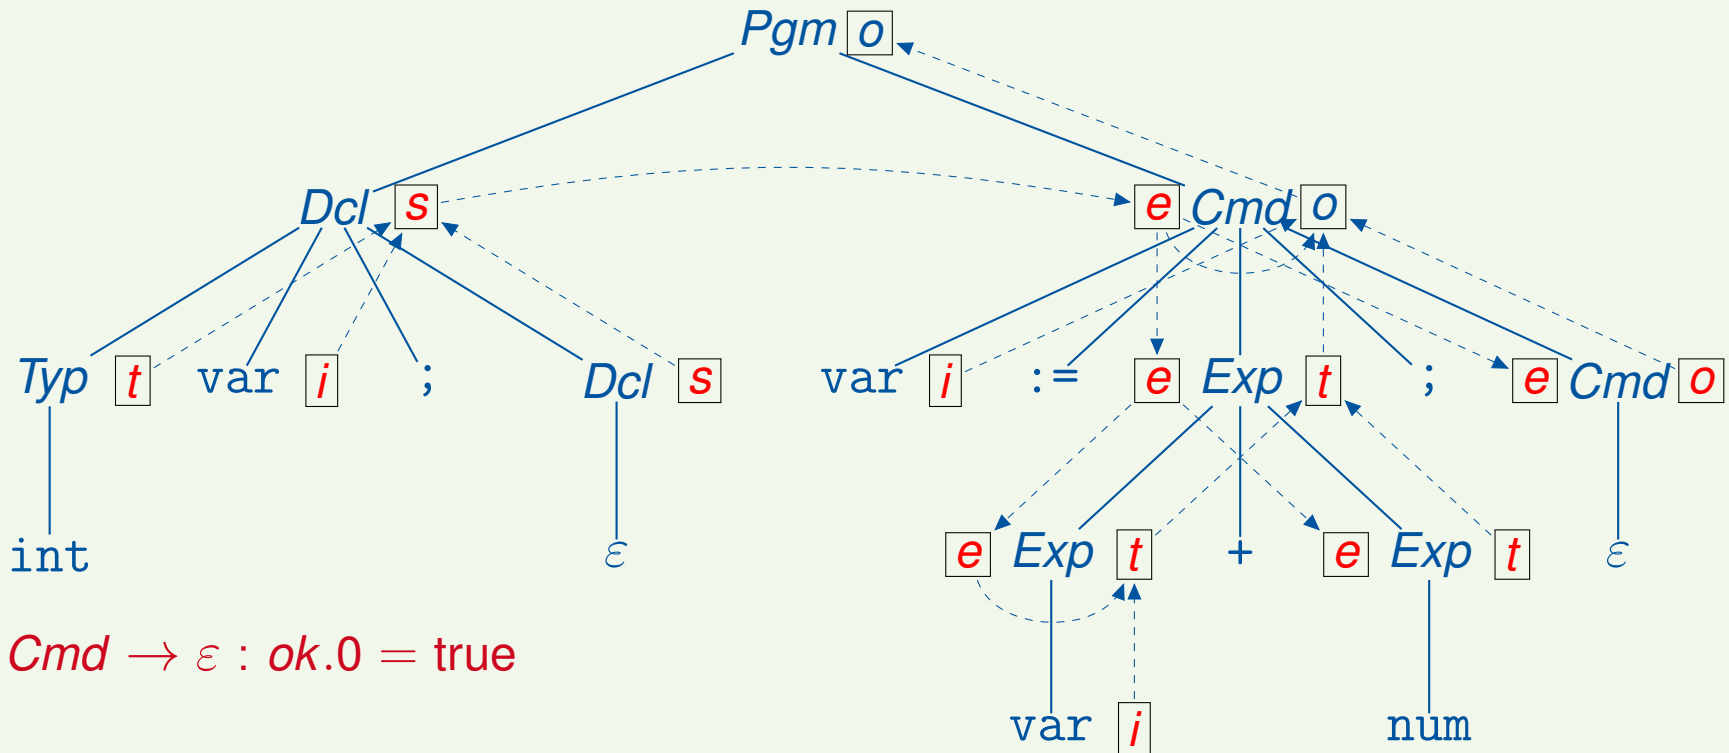 Pgm o
Dcl s e Cmd o
Typ t var i ; Dcl s var i := e Exp t ; e Cmd o
int ε e Exp t + e Exp t ε
Cmd → ε : ok.0 = true
var i num